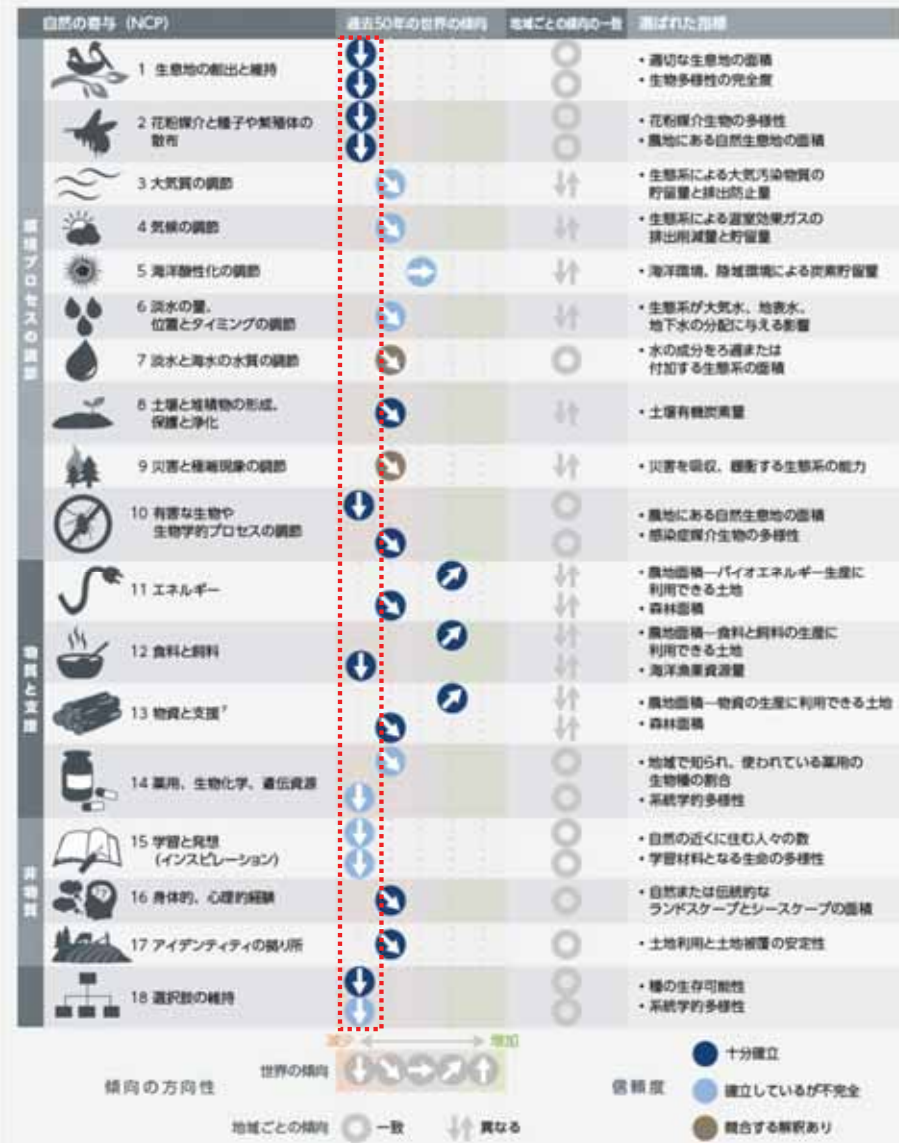 自然の寄与（NCP）
過去50年の世界の傾向
地域ごとの傾向の一致
選ばれた指標
環境プロセスの調節
1 生息地の創出と維持
・適切な生息地の面積
・生物多様性の完全度
2 花粉媒介と種子や繁殖体の
散布
・花粉媒介生物の多様性
・農地にある自然生息地の面積
3 大気質の調節
・生態系による大気汚染物質の
貯留量と排出防止量
4 気候の調節
・生態系による温室効果ガスの
排出削減量と貯留量
5 海洋酸性化の調節
・海洋環境、陸域環境による炭素貯留量
6 淡水の量、
位置とタイミングの調節
・生態系が大気水、地表水、
地下水の分配に与える影響
7 淡水と海水の水質の調節
・水の成分をろ過または
付加する生態系の面積
8 土壌と堆積物の形成、
保護と浄化
・土壌有機炭素量
9 災害と極端現象の調節
・災害を吸収、緩衝する生態系の能力
10 有害な生物や
生物学的プロセスの調節
・農地にある自然生息地の面積
・感染症媒介生物の多様性
物質と支援
11 エネルギー
・農地面積―バイオエネルギー生産に
利用できる土地
・森林面積
12 食料と飼料
・農地面積―食料と飼料の生産に
利用できる土地
・海洋漁業資源量
13 物資と支援
・農地面積―物資の生産に利用できる土地
・森林面積
14 薬用、生物化学、遺伝資源
・地域で知られ、使われている薬用の
生物種の割合
・系統学的多様性
非物質
15 学習と発想
（インスピレーション）
・自然の近くに住む人々の数
・学習材料となる生命の多様性
16 身体的、心理的経験
・自然または伝統的な
ランドスケープとシースケープの面積
17 アイデンティティの拠り所
・土地利用と土地被覆の安定性
18 選択肢の維持
・種の生存可能性
・系統学的多様性
減少
増加
傾向の方向性
世界の傾向
地域ごとの傾向
一致
異なる
信頼度
十分確立
確立しているが不完全
競合する解釈あり